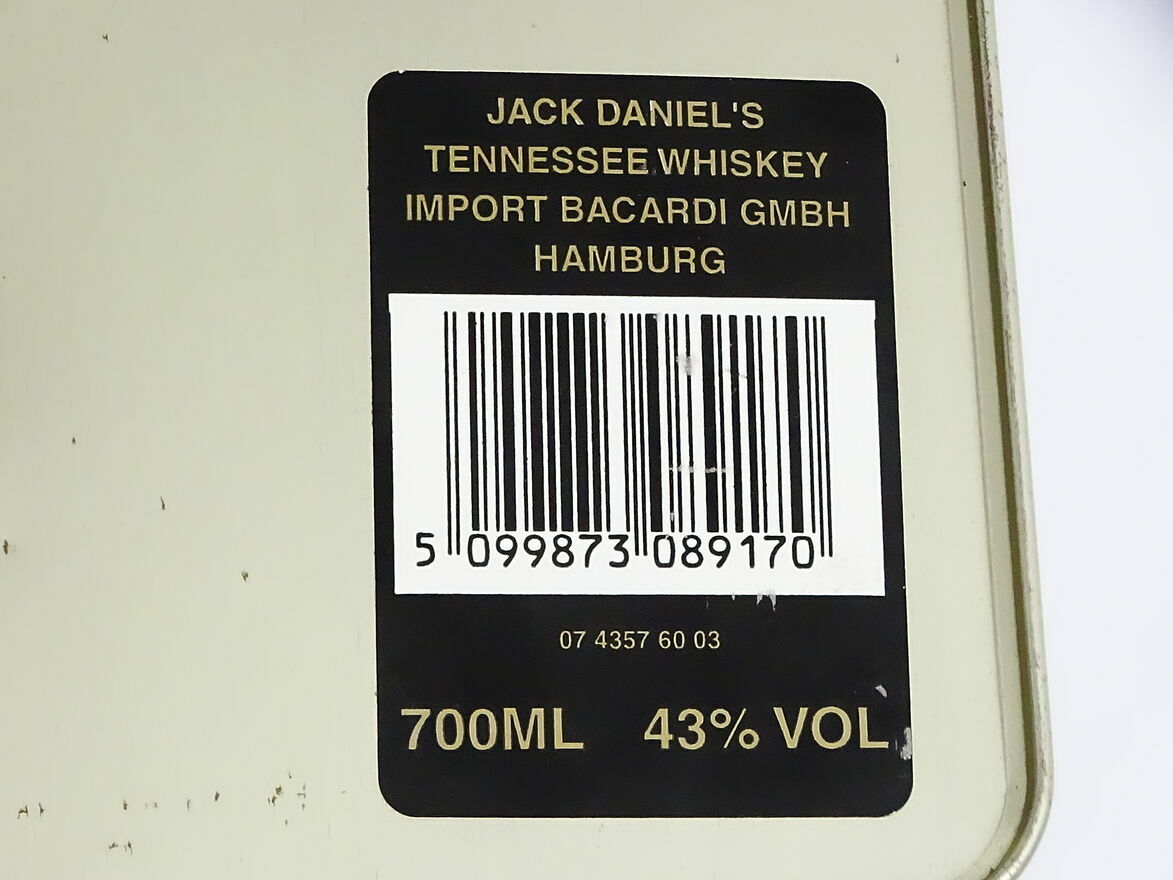 JACK DANIEL'S
TENNESSEE WHISKEY
IMPORT BACARDI GMBH
HAMBURG
5 099873 089170
07 4357 60 03
700ML 43% VOL